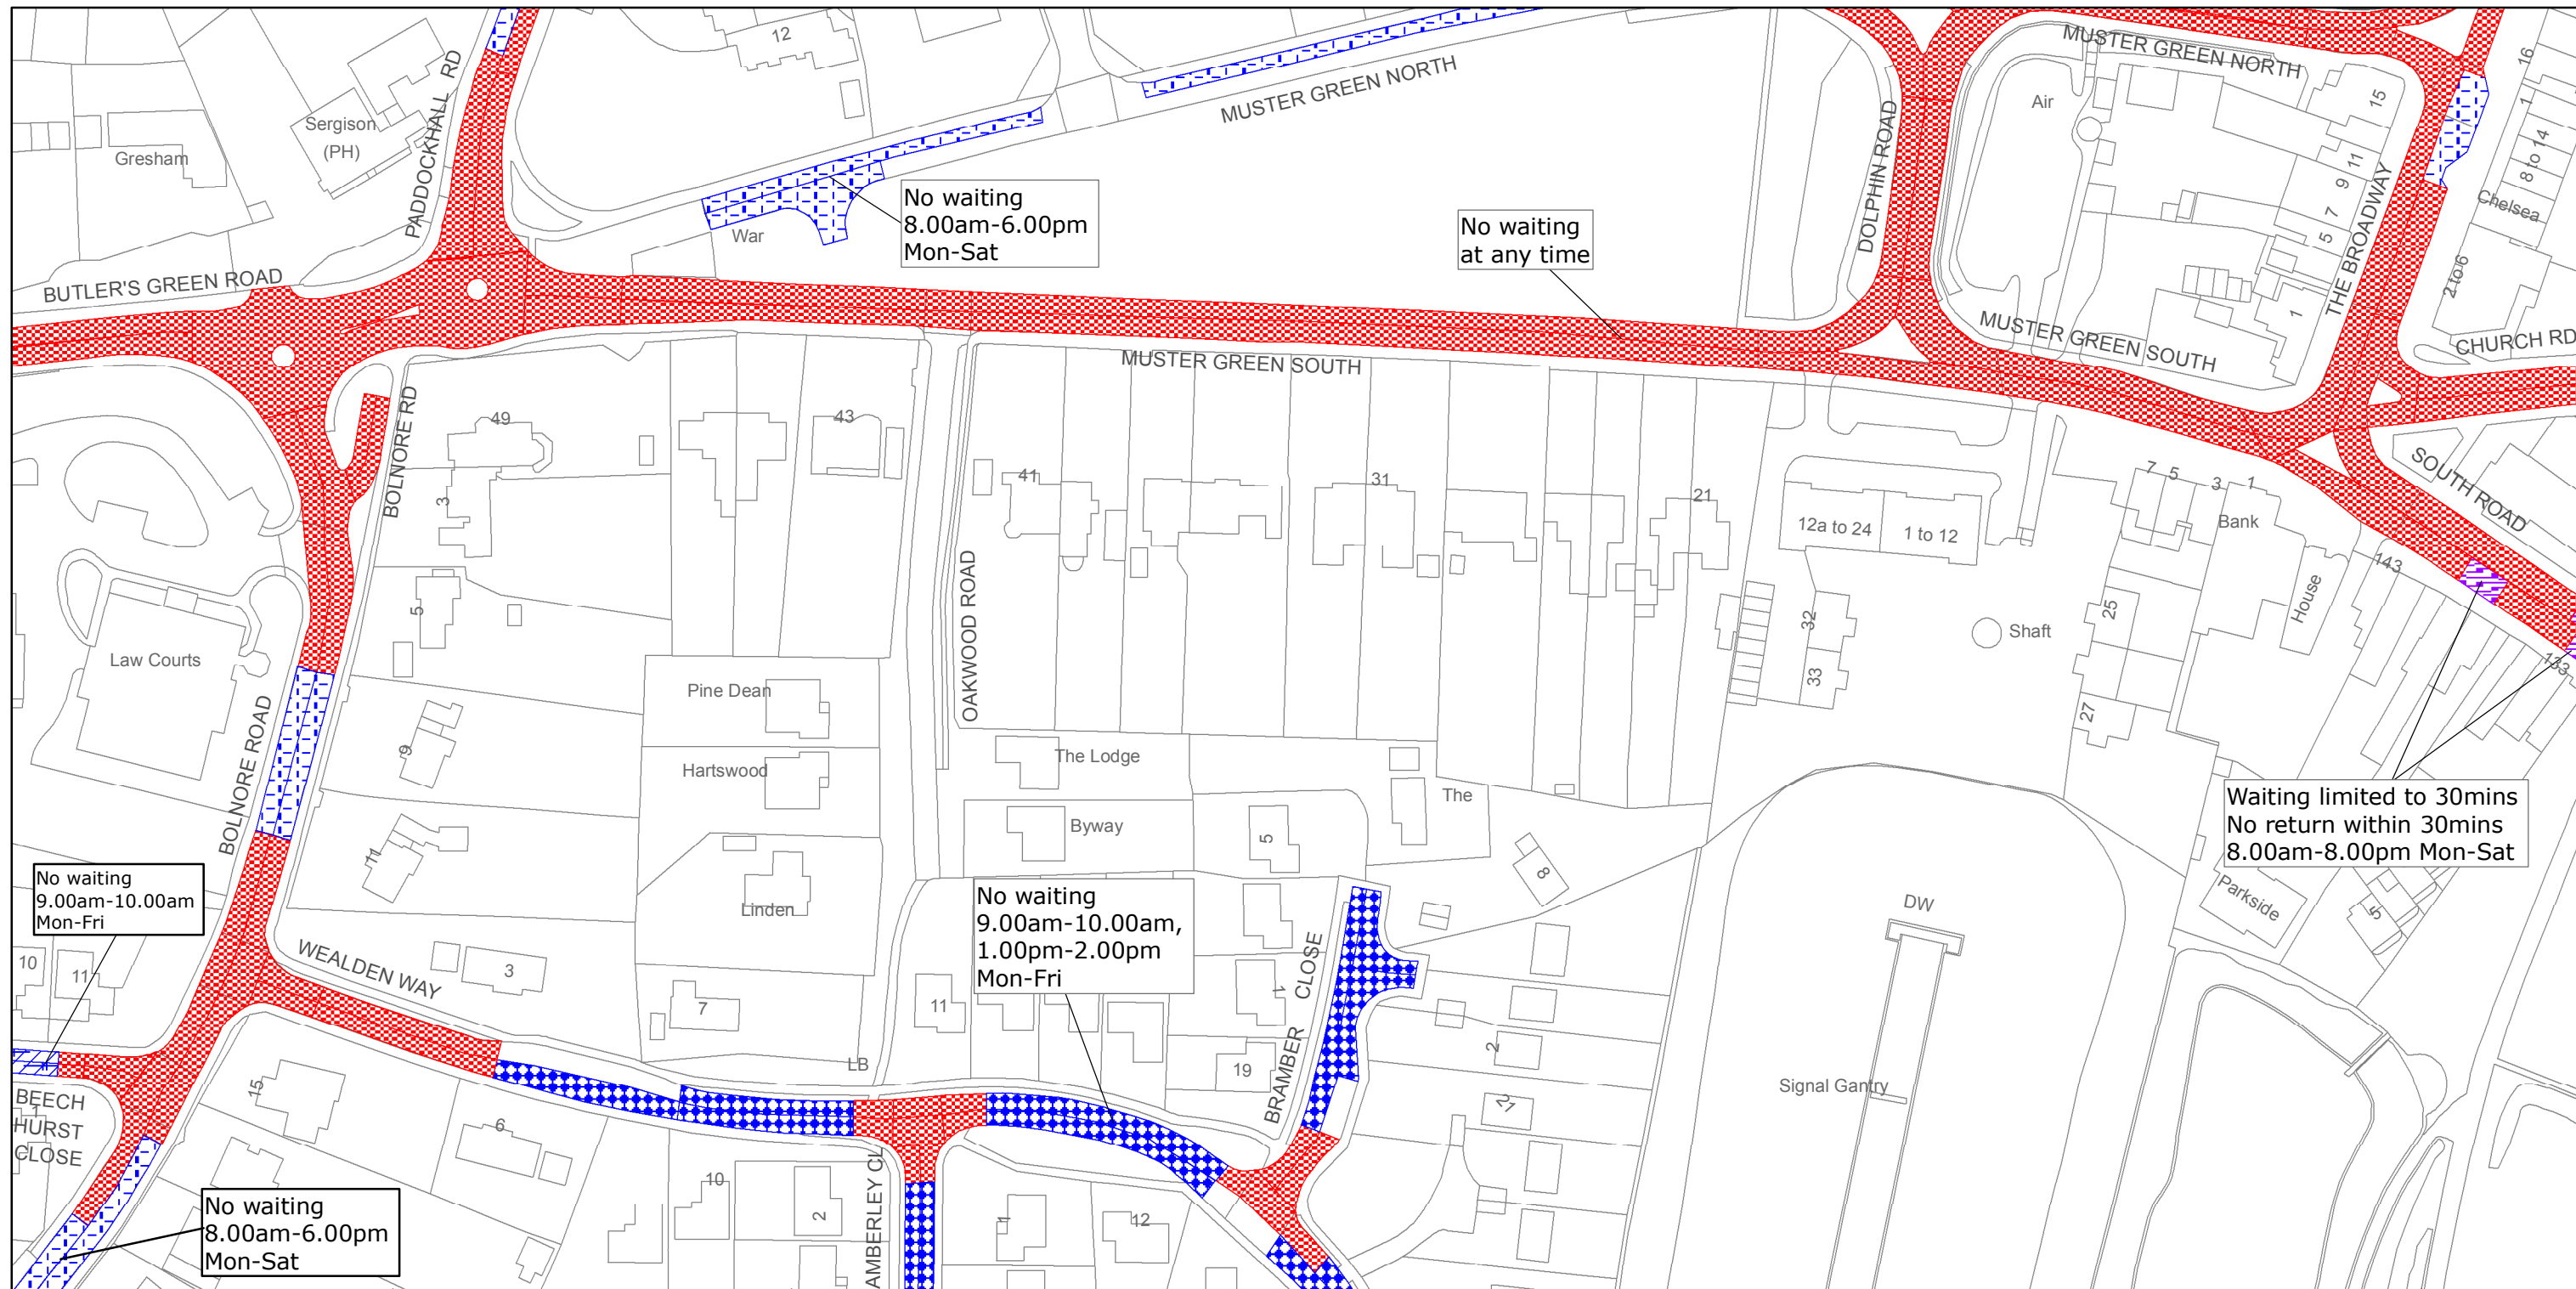 12
MUSTER GREEN NORTH
MUSTER GREEN NORTH
16
15
1
8 to 14
11
9
7
5
1
Air
Sergison
(PH)
Gresham
PADDOCKHALL RD
DOLPHIN ROAD
THE BROADWAY
Chelsea
2 to 6
War
No waiting
8.00am-6.00pm
Mon-Sat
No waiting
at any time
BUTLER'S GREEN ROAD
MUSTER GREEN SOUTH
MUSTER GREEN SOUTH
CHURCH RD
BOLNORE RD
49
43
3
41
31
21
12a to 24
1 to 12
7
5
3
1
Bank
SOUTH ROAD
143
House
133
5
OAKWOOD ROAD
32
33
Shaft
25
27
Law Courts
BOLNORE ROAD
Pine Dean
9
Hartswood
The Lodge
The
Byway
5
8
11
Linden
Waiting limited to 30mins
No return within 30mins
8.00am-8.00pm Mon-Sat
Parkside
5
DW
No waiting
9.00am-10.00am
Mon-Fri
No waiting
9.00am-10.00am,
1.00pm-2.00pm
Mon-Fri
10
11
WEALDEN WAY
3
7
11
1
BRAMBER CLOSE
2
19
21
LB
Signal Gantry
BEECH
HURST
CLOSE
1
15
6
10
2
AMBERLEY CL
1
12
No waiting
8.00am-6.00pm
Mon-Sat